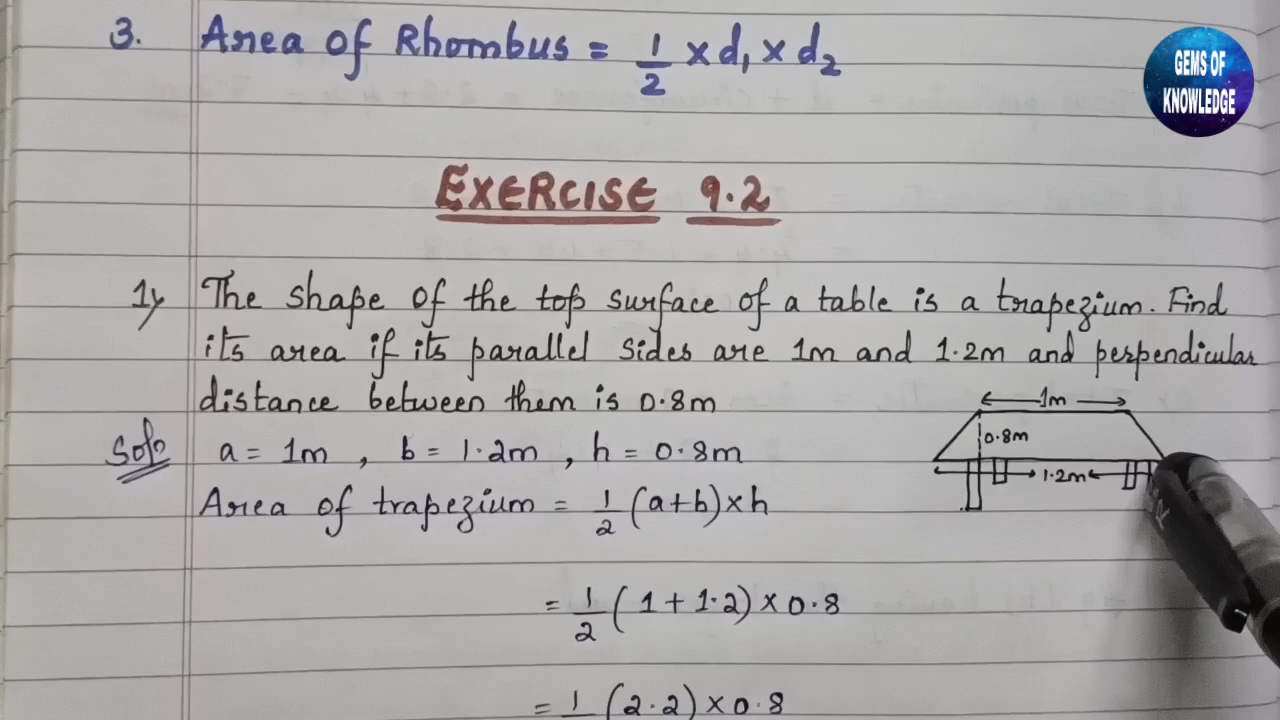 3. Area of Rhombus = 1/2 x d₁ x d₂
GEMS OF
KNOWLEDGE
EXERCISE 9.2
1) The shape of the top surface of a table is a trapezium. Find
its area if its parallel sides are 1m and 1.2m and perpendicular
distance between them is 0.8m
1m
0.8m
1.2m
Soln a = 1m , b = 1.2m , h = 0.8m
Area of trapezium = 1/2 (a+b)×h
= 1/2 (1 + 1.2) × 0.8
= 1/ (2.2) × 0.8